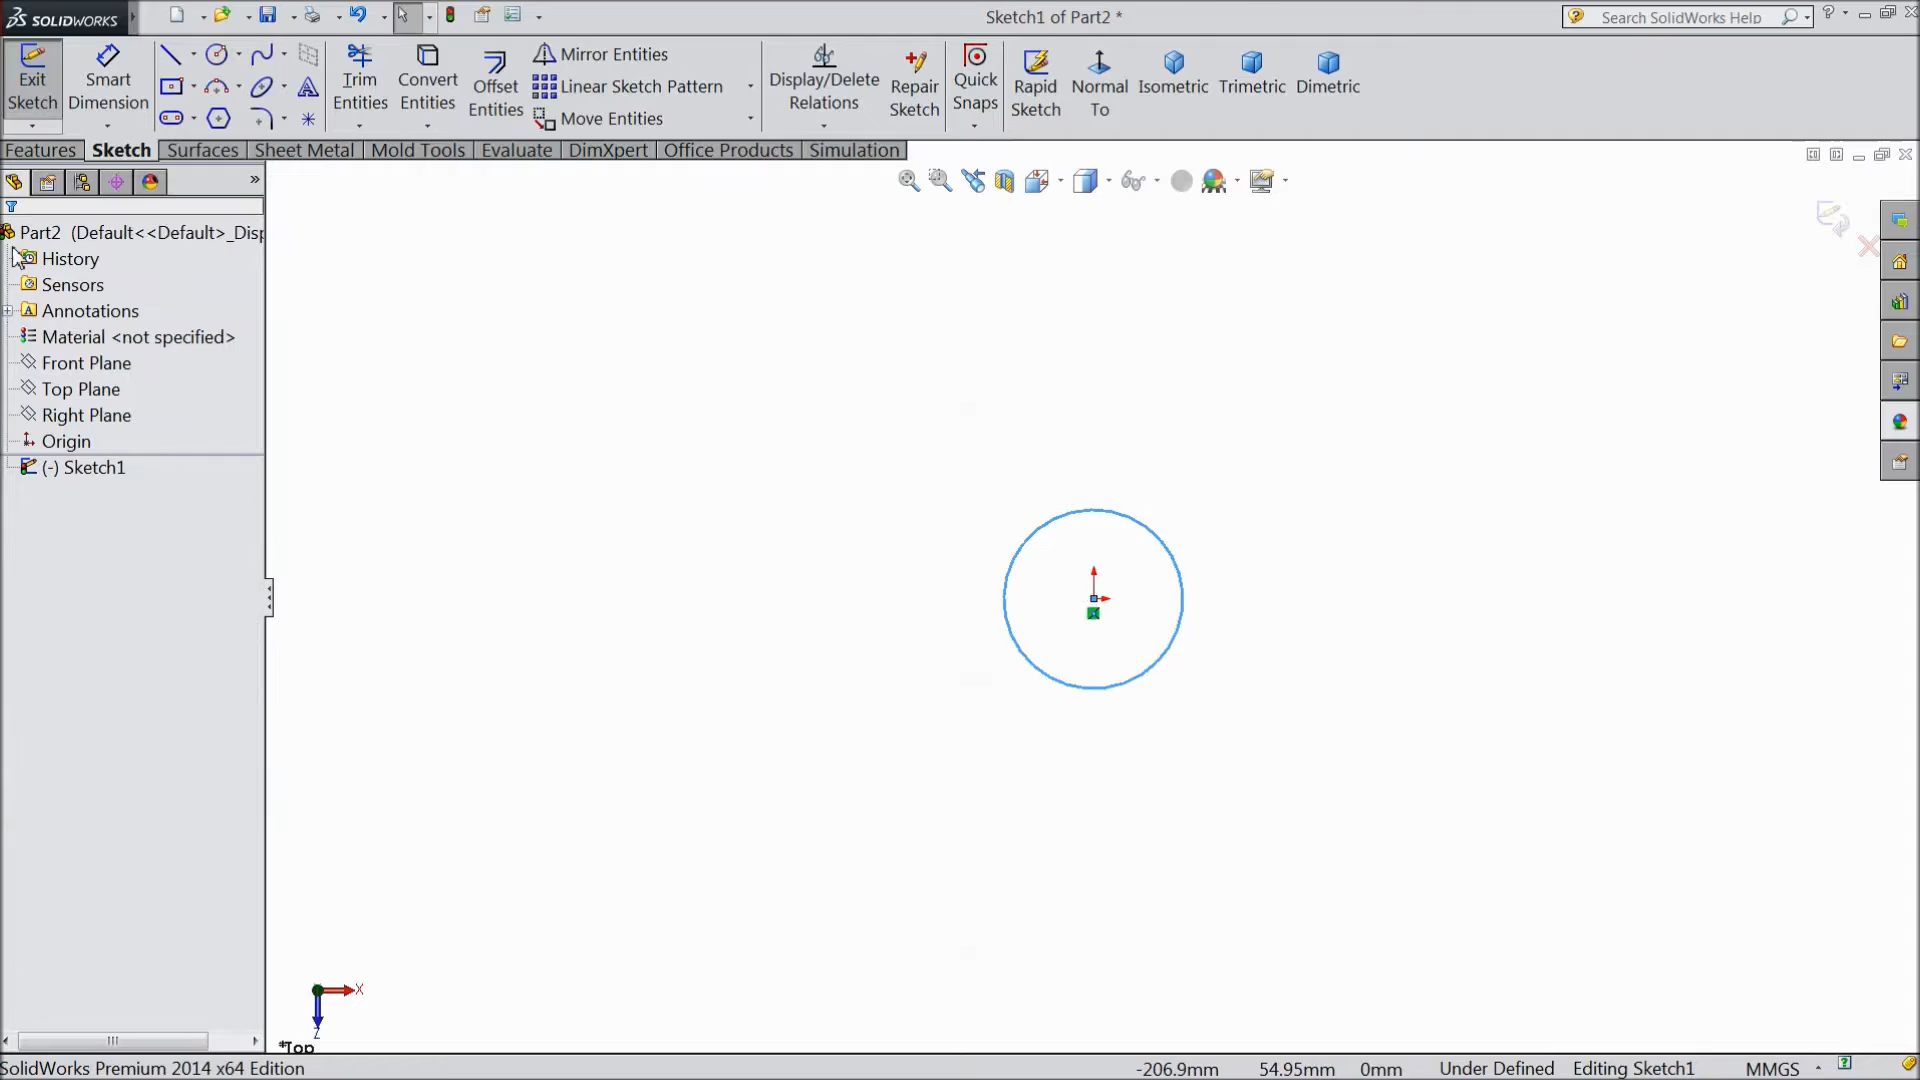 SOLIDWORKS
Sketch1 of Part2 *
Search SolidWorks Help
Exit Sketch
Smart Dimension
Trim Entities
Convert Entities
Offset Entities
Mirror Entities
Linear Sketch Pattern
Move Entities
Display/Delete Relations
Repair Sketch
Quick Snaps
Rapid Sketch
Normal To
Isometric
Trimetric
Dimetric
Features
Sketch
Surfaces
Sheet Metal
Mold Tools
Evaluate
DimXpert
Office Products
Simulation
Part2 (Default<<Default>_Disp
History
Sensors
Annotations
Material <not specified>
Front Plane
Top Plane
Right Plane
Origin
(-) Sketch1
X
Z
*Top
SolidWorks Premium 2014 x64 Edition
-206.9mm
54.95mm
0mm
Under Defined
Editing Sketch1
MMGS